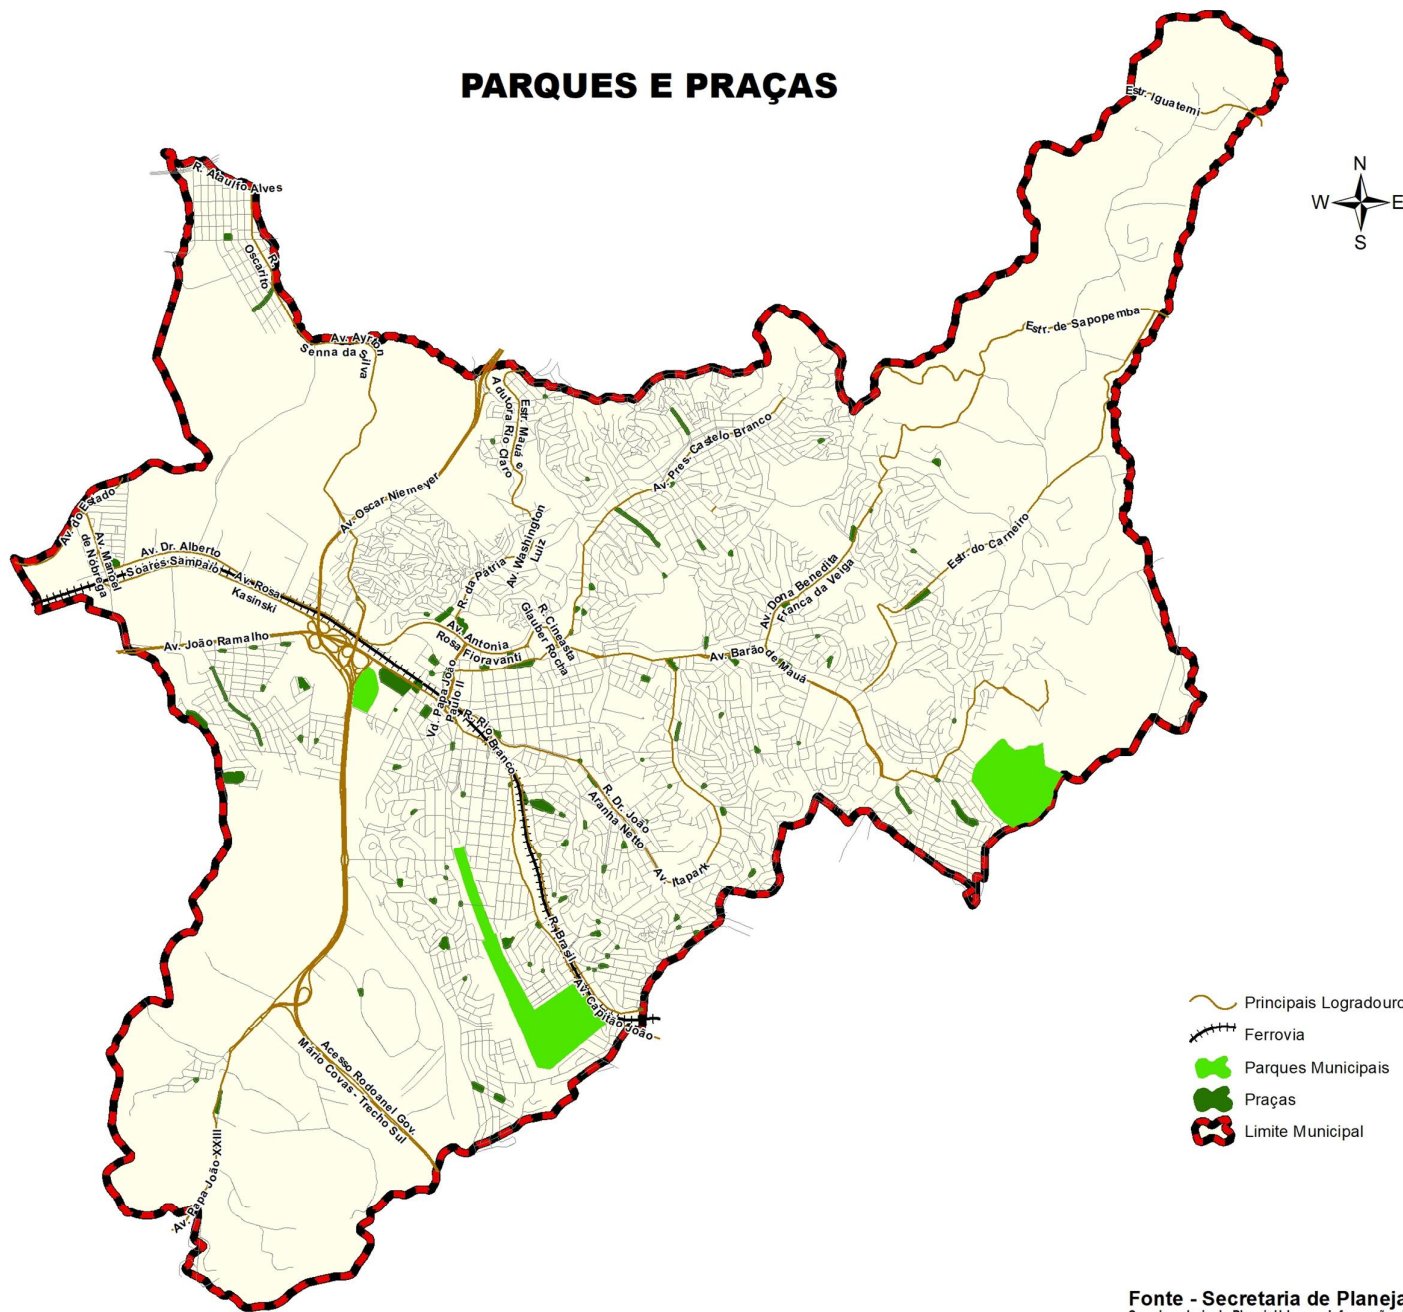 PARQUES E PRAÇAS
Estr. Iguatemi
N
W
E
S
R. Ataulfo Alves
R.
Oscarito
Estr. de Sapopemba
Av. Ayrton
Senna da Silva
Adutora Rio Claro
Estr. Mauá e
Av. Pres. Castelo Branco
Av. Oscar Niemeyer
Av. do Estado
Av. Manoel
de Nóbrega
Av. Dr. Alberto
Soares Sampaio
Av. Rosa
Kasinski
Av. Washington
Luiz
R. da Pátria
Estr. do Carneiro
Av. Dona Benedita
Franca da Veiga
Av. João Ramalho
Av. Antonia
Rosa Fioravanti
R. Cineasta
Glauber Rocha
Av. Barão de Mauá
Vd. Papa João
Paulo II
R. Rio Branco
R. Dr. João
Aranha Netto
Av. Itapark
R. Brasil
Av. Capitão João
Acesso Rodoanel Gov.
Mário Covas - Trecho Sul
Av. Papa João XXIII
Principais Logradouro
Ferrovia
Parques Municipais
Praças
Limite Municipal
Fonte - Secretaria de Planeja